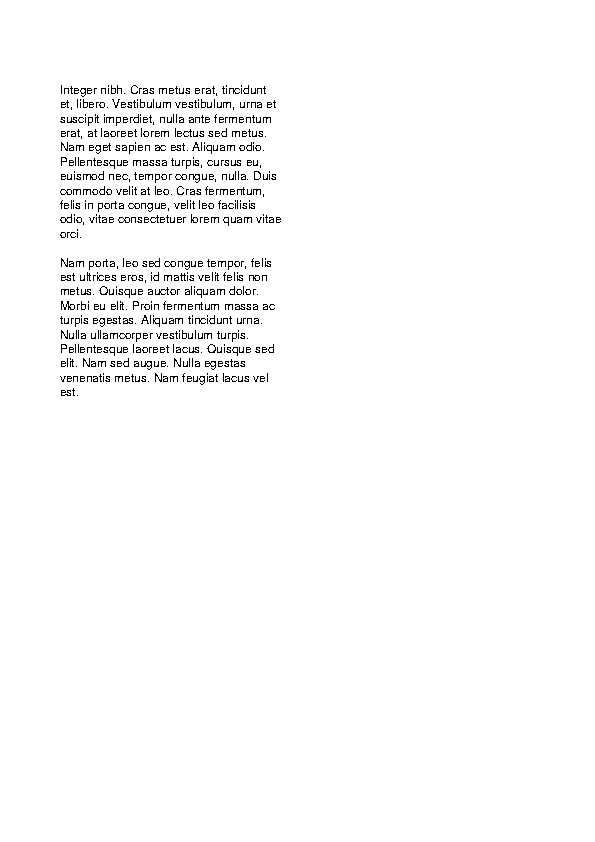 Integer nibh. Cras metus erat, tincidunt
et, libero. Vestibulum vestibulum, urna et
suscipit imperdiet, nulla ante fermentum
erat, at laoreet lorem lectus sed metus.
Nam eget sapien ac est. Aliquam odio.
Pellentesque massa turpis, cursus eu,
euismod nec, tempor congue, nulla. Duis
commodo velit at leo. Cras fermentum,
felis in porta congue, velit leo facilisis
odio, vitae consectetuer lorem quam vitae
orci.

Nam porta, leo sed congue tempor, felis
est ultrices eros, id mattis velit felis non
metus. Quisque auctor aliquam dolor.
Morbi eu elit. Proin fermentum massa ac
turpis egestas. Aliquam tincidunt urna.
Nulla ullamcorper vestibulum turpis.
Pellentesque laoreet lacus. Quisque sed
elit. Nam sed augue. Nulla egestas
venenatis metus. Nam feugiat lacus vel
est.